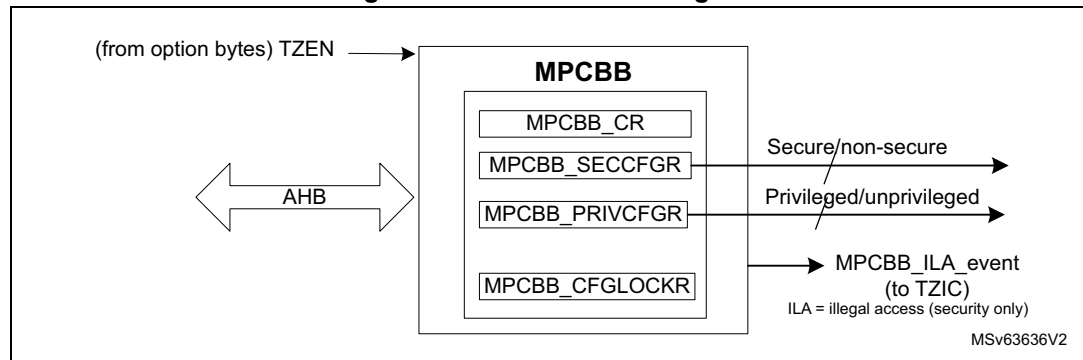 (from option bytes) TZEN
MPCBB
MPCBB_CR
MPCBB_SECCFGR
MPCBB_PRIVCFGR
MPCBB_CFGLOCKR
AHB
Secure/non-secure
Privileged/unprivileged
MPCBB_ILA_event
(to TZIC)
ILA = illegal access (security only)
MSv63636V2